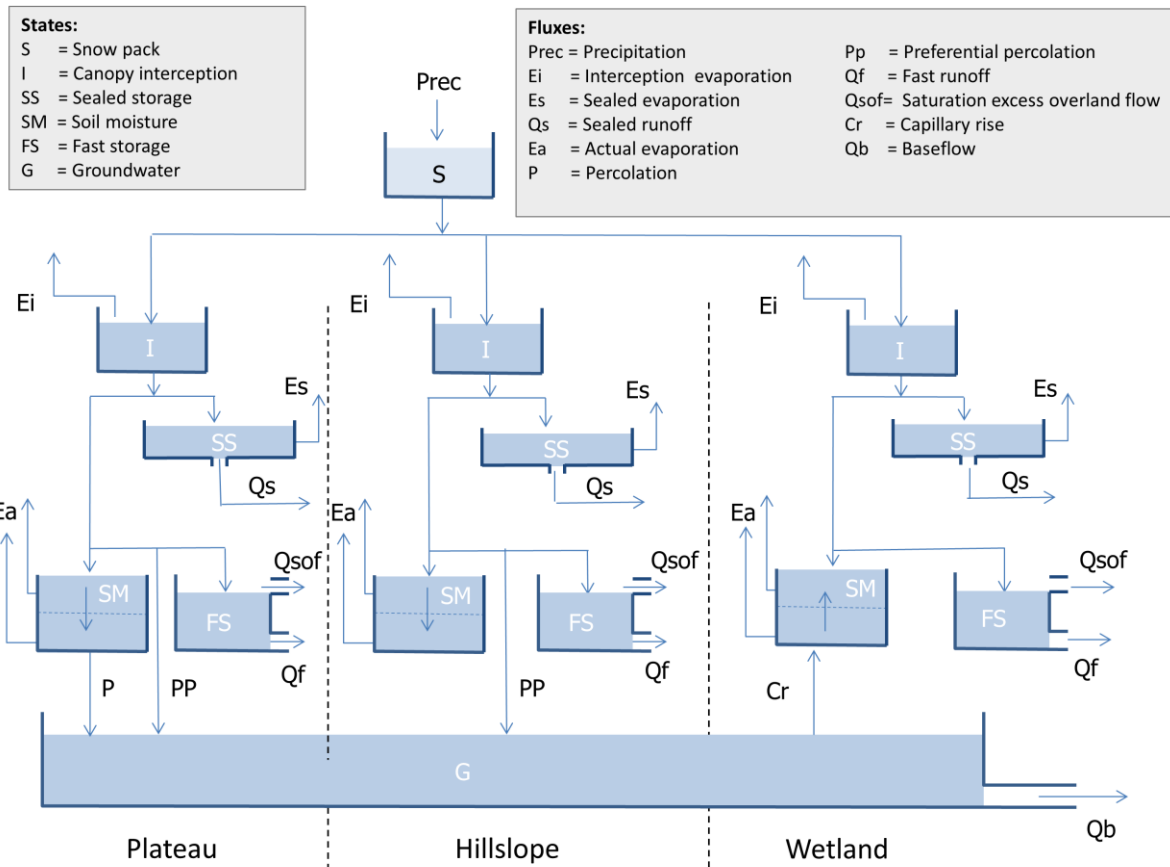 States:
S = Snow pack
I = Canopy interception
SS = Sealed storage
SM = Soil moisture
FS = Fast storage
G = Groundwater
Fluxes:
Prec = Precipitation
Ei = Interception evaporation
Es = Sealed evaporation
Qs = Sealed runoff
Ea = Actual evaporation
P = Percolation
Pp = Preferential percolation
Qf = Fast runoff
Qsof= Saturation excess overland flow
Cr = Capillary rise
Qb = Baseflow
Prec
S
Ei
I
Es
SS
Qs
Ea
SM
Qsof
FS
Qf
P
PP
Ei
I
Es
SS
Qs
Ea
SM
Qsof
FS
Qf
PP
Ei
I
Es
SS
Qs
Ea
SM
Qsof
FS
Qf
Cr
G
Qb
Plateau
Hillslope
Wetland